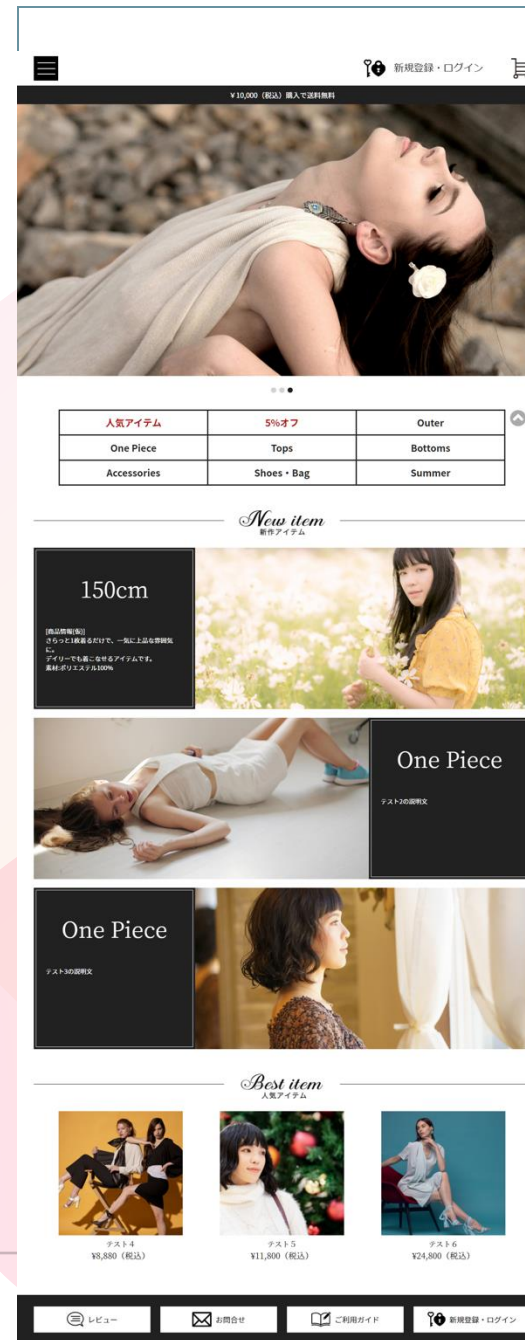 新規登録・ログイン
¥10,000（税込）購入で送料無料
人気アイテム 5%オフ Outer
One Piece Tops Bottoms
Accessories Shoes・Bag Summer
New item
新作アイテム
150cm
[商品情報(仮)]
さらっと1枚着るだけで、一気に上品な雰囲気
に。
デイリーでも着こなせるアイテムです。
素材:ポリエステル100%
One Piece
テスト2の説明文
One Piece
テスト3の説明文
Best item
人気アイテム
テスト4
¥8,880（税込）
テスト5
¥11,800（税込）
テスト6
¥24,800（税込）
レビュー
お問合せ
ご利用ガイド
新規登録・ログイン